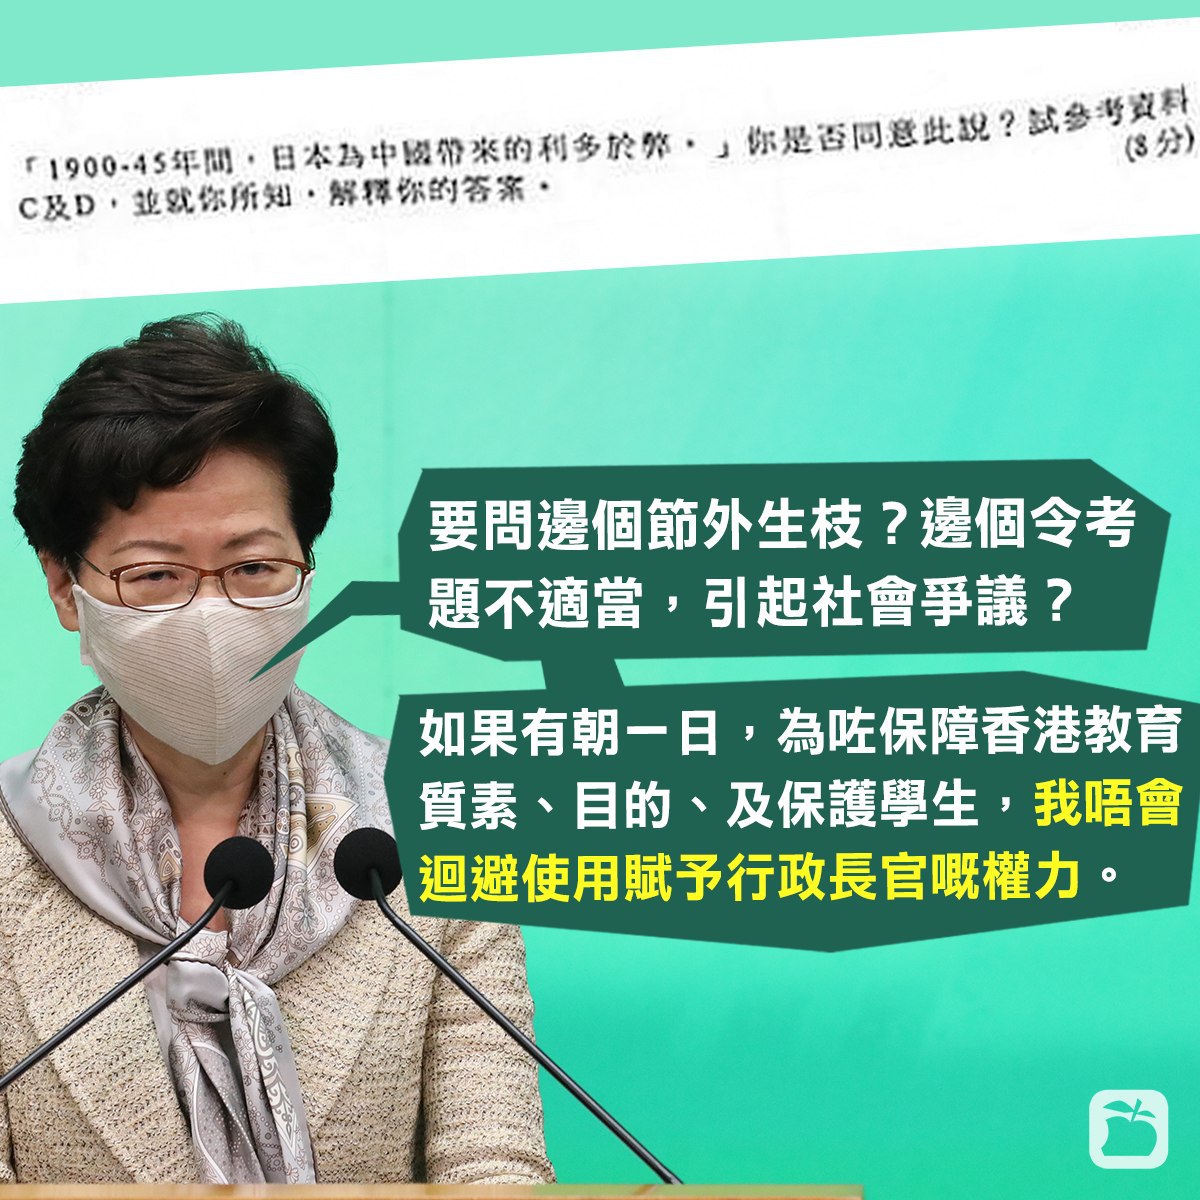 「1900-45年間，日本為中國帶來的利多於弊。」你是否同意此說？試參考資料
C及D，並就你所知，解釋你的答案。
(8分)
要問邊個節外生枝？邊個令考
題不適當，引起社會爭議？
如果有朝一日，為咗保障香港教育
質素、目的、及保護學生，我唔會
迴避使用賦予行政長官嘅權力。